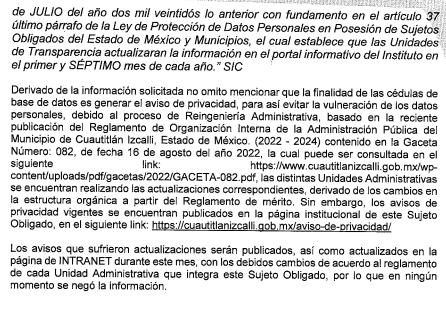 de JULIO del año dos mil veintidós lo anterior con fundamento en el artículo 37
último párrafo de la Ley de Protección de Datos Personales en Posesión de Sujetos
Obligados del Estado de México y Municipios, el cual establece que las Unidades
de Transparencia actualizaran la información en el portal informativo del Instituto en
el primer y SÉPTIMO mes de cada año." SIC
Derivado de la información solicitada no omito mencionar que la finalidad de las cédulas de
base de datos es generar el aviso de privacidad, para así evitar la vulneración de los datos
personales, debido al proceso de Reingeniería Administrativa, basado en la reciente
publicación del Reglamento de Organización Interna de la Administración Pública del
Municipio de Cuautitlán Izcalli, Estado de México. (2022 - 2024) contenido en la Gaceta
Número: 082, de fecha 16 de agosto del año 2022, la cual puede ser consultada en el
siguiente link: https://www.cuautitlanizcalli.gob.mx/wp-
content/uploads/pdf/gacetas/2022/GACETA-082.pdf, las distintas Unidades Administrativas
se encuentran realizando las actualizaciones correspondientes, derivado de los cambios en
la estructura orgánica a partir del Reglamento de mérito. Sin embargo, los avisos de
privacidad vigentes se encuentran publicados en la página institucional de este Sujeto
Obligado, en el siguiente link: https://cuautitlanizcalli.gob.mx/aviso-de-privacidad/
Los avisos que sufrieron actualizaciones serán publicados, así como actualizados en la
página de INTRANET durante este mes, con los debidos cambios de acuerdo al reglamento
de cada Unidad Administrativa que integra este Sujeto Obligado, por lo que en ningún
momento se negó la información.